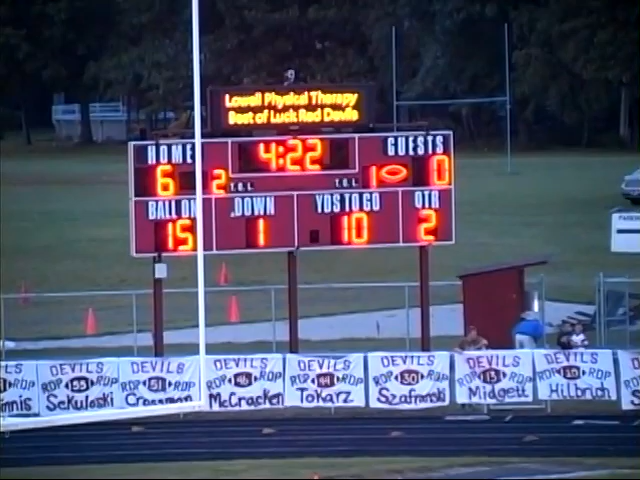 Lowell Physical Therapy
Best of Luck Red Devils
HOME 4:22 GUESTS
6 2 T.O.L. T.O.L. 1 0
BALL ON DOWN YDS TO GO QTR
15 1 10 2
DEVILS DEVILS DEVILS DEVILS DEVILS DEVILS DEVILS
RDP 55 RDP RDP 51 RDP RDP 46 RDP RDP 44 RDP RDP 30 RDP RDP 13 RDP RDP RDP
Sekuloski McCracken Tokarz Szafranski Midgett Hilbrich